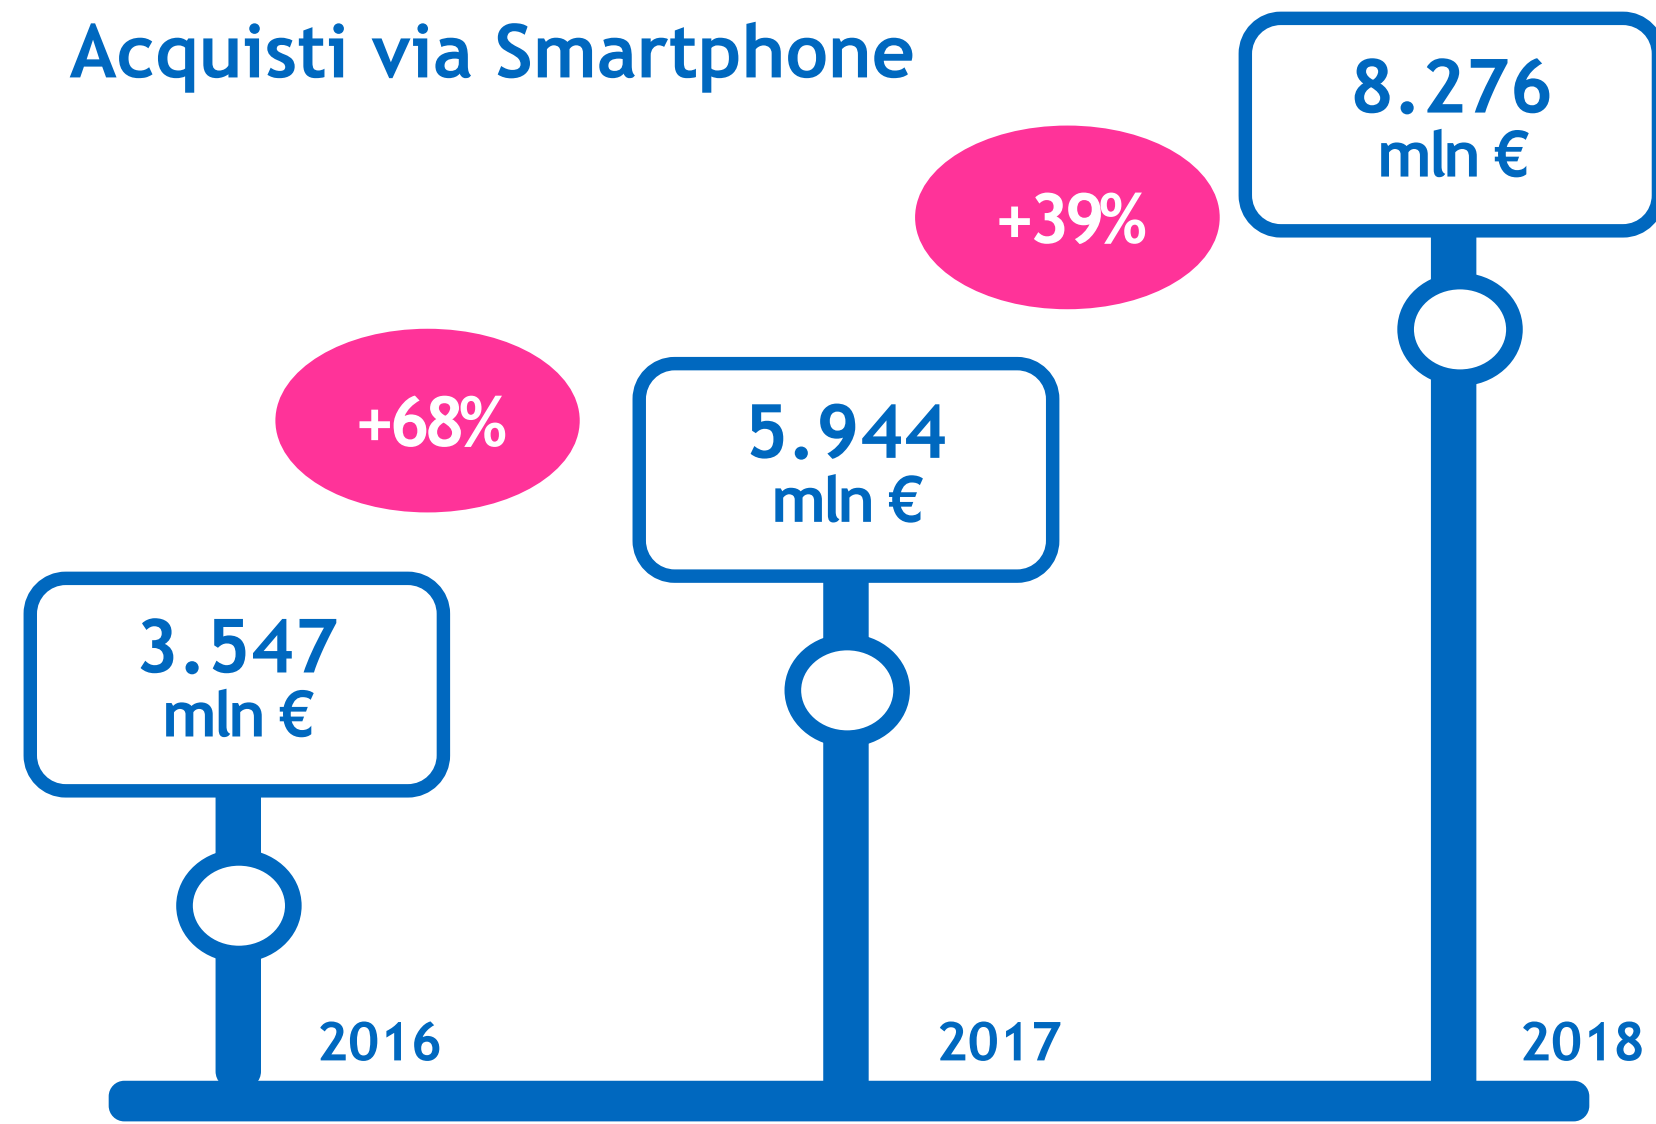 Acquisti via Smartphone
8.276
mln €
+39%
+68%
5.944
mln €
3.547
mln €
2016
2017
2018